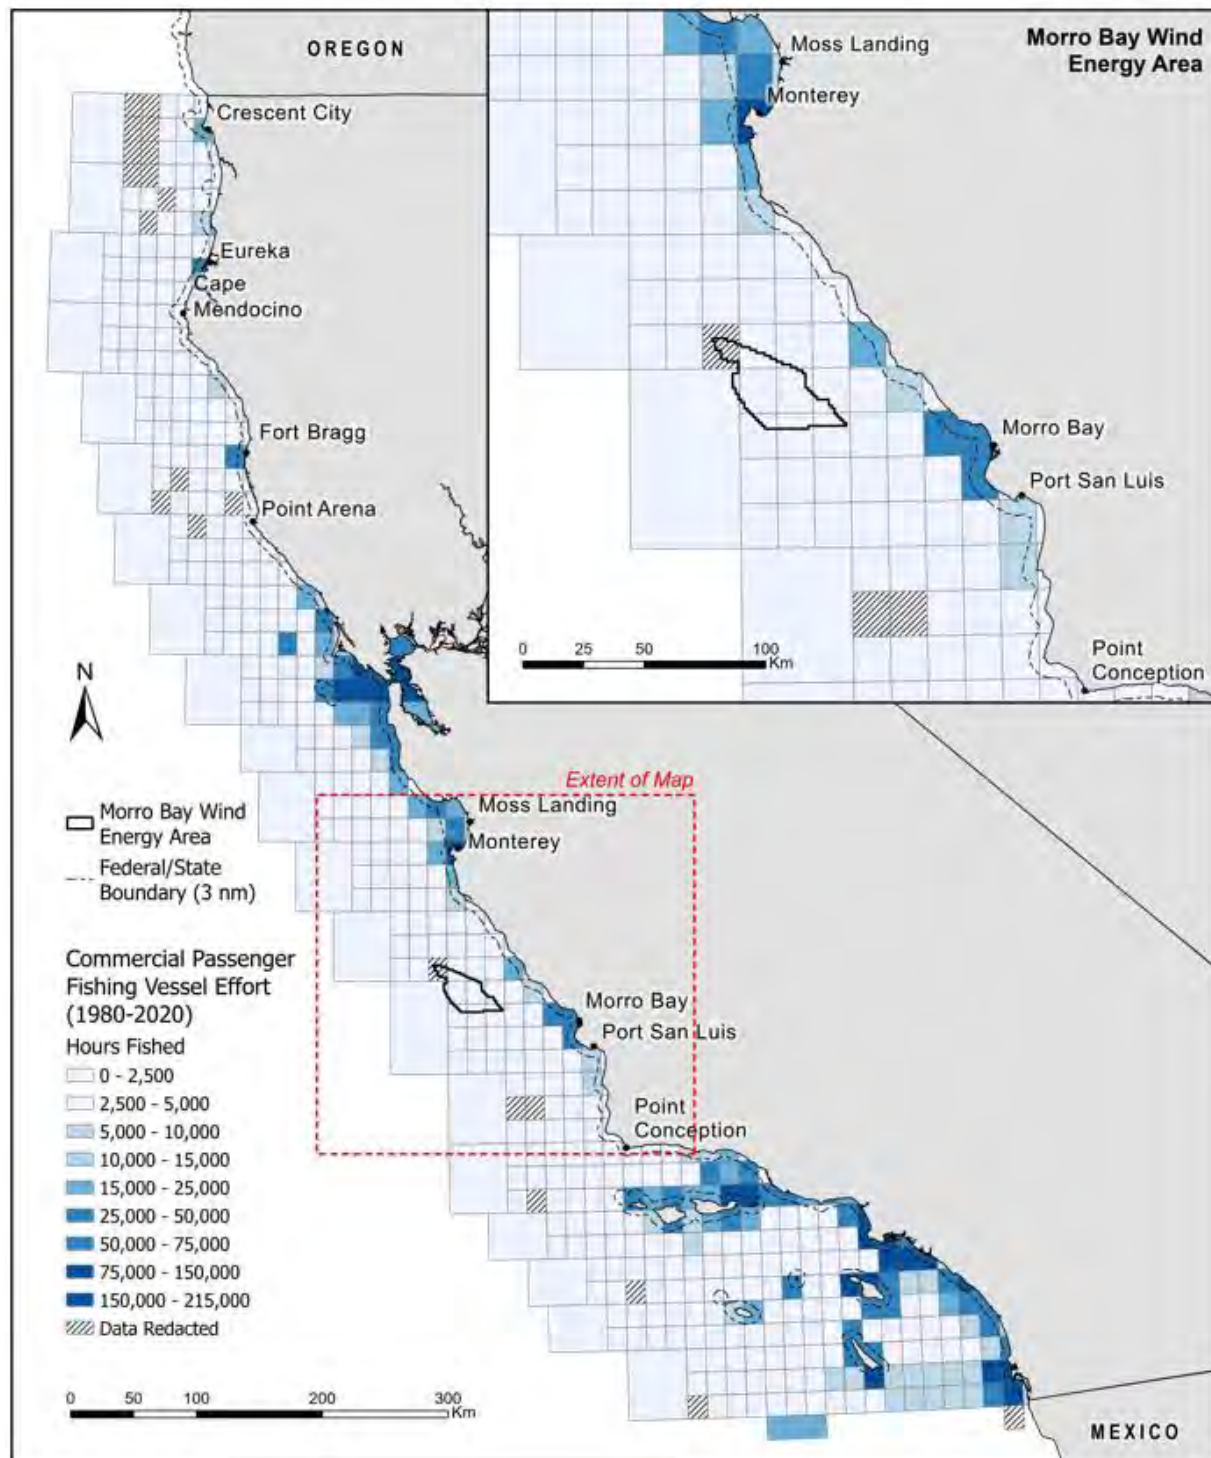 OREGON
Crescent City
Eureka
Cape
Mendocino
Fort Bragg
Point Arena
Morro Bay Wind
Energy Area
Moss Landing
Monterey
Morro Bay
Port San Luis
Point
Conception
0 25 50 100
Km
N
Extent of Map
Moss Landing
Monterey
Morro Bay
Port San Luis
Point
Conception
Morro Bay Wind
Energy Area
Federal/State
Boundary (3 nm)
Commercial Passenger
Fishing Vessel Effort
(1980-2020)
Hours Fished
0 - 2,500
2,500 - 5,000
5,000 - 10,000
10,000 - 15,000
15,000 - 25,000
25,000 - 50,000
50,000 - 75,000
75,000 - 150,000
150,000 - 215,000
Data Redacted
0 50 100 200 300
Km
MEXICO